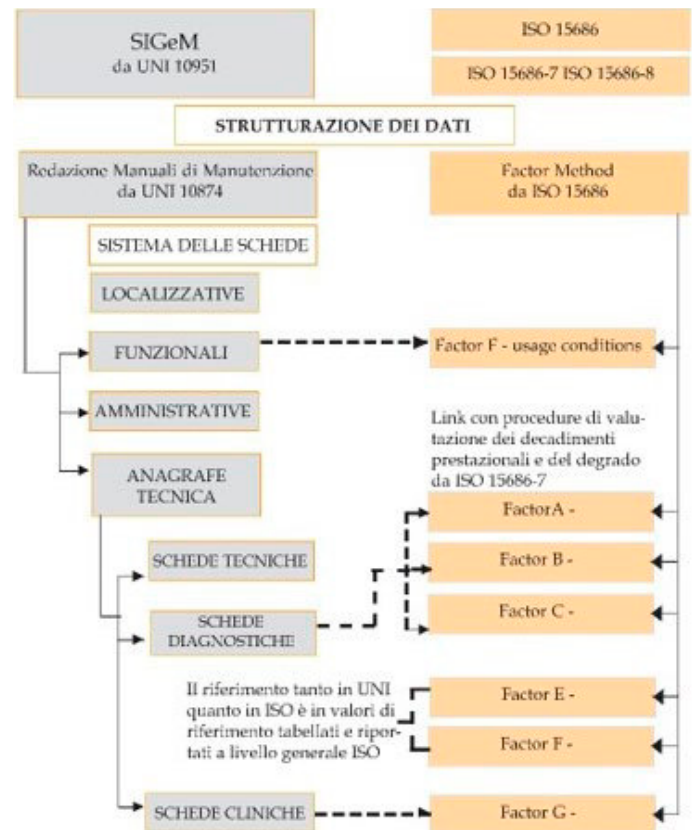 SIGeM
da UNI 10951
ISO 15686
ISO 15686-7 ISO 15686-8
STRUTTURAZIONE DEI DATI
Redazione Manuali di Manutenzione
da UNI 10874
Factor Method
da ISO 15686
SISTEMA DELLE SCHEDE
LOCALIZZATIVE
FUNZIONALI
Factor F - usage conditions
AMMINISTRATIVE
Link con procedure di valu-
tazione dei decadimenti
prestazionali e del degrado
da ISO 15686-7
ANAGRAFE
TECNICA
FactorA -
SCHEDE TECNICHE
Factor B -
SCHEDE
DIAGNOSTICHE
Factor C -
Il riferimento tanto in UNI
quanto in ISO è in valori di
riferimento tabellati e ripor-
tati a livello generale ISO
Factor E -
Factor F -
SCHEDE CLINICHE
Factor G -